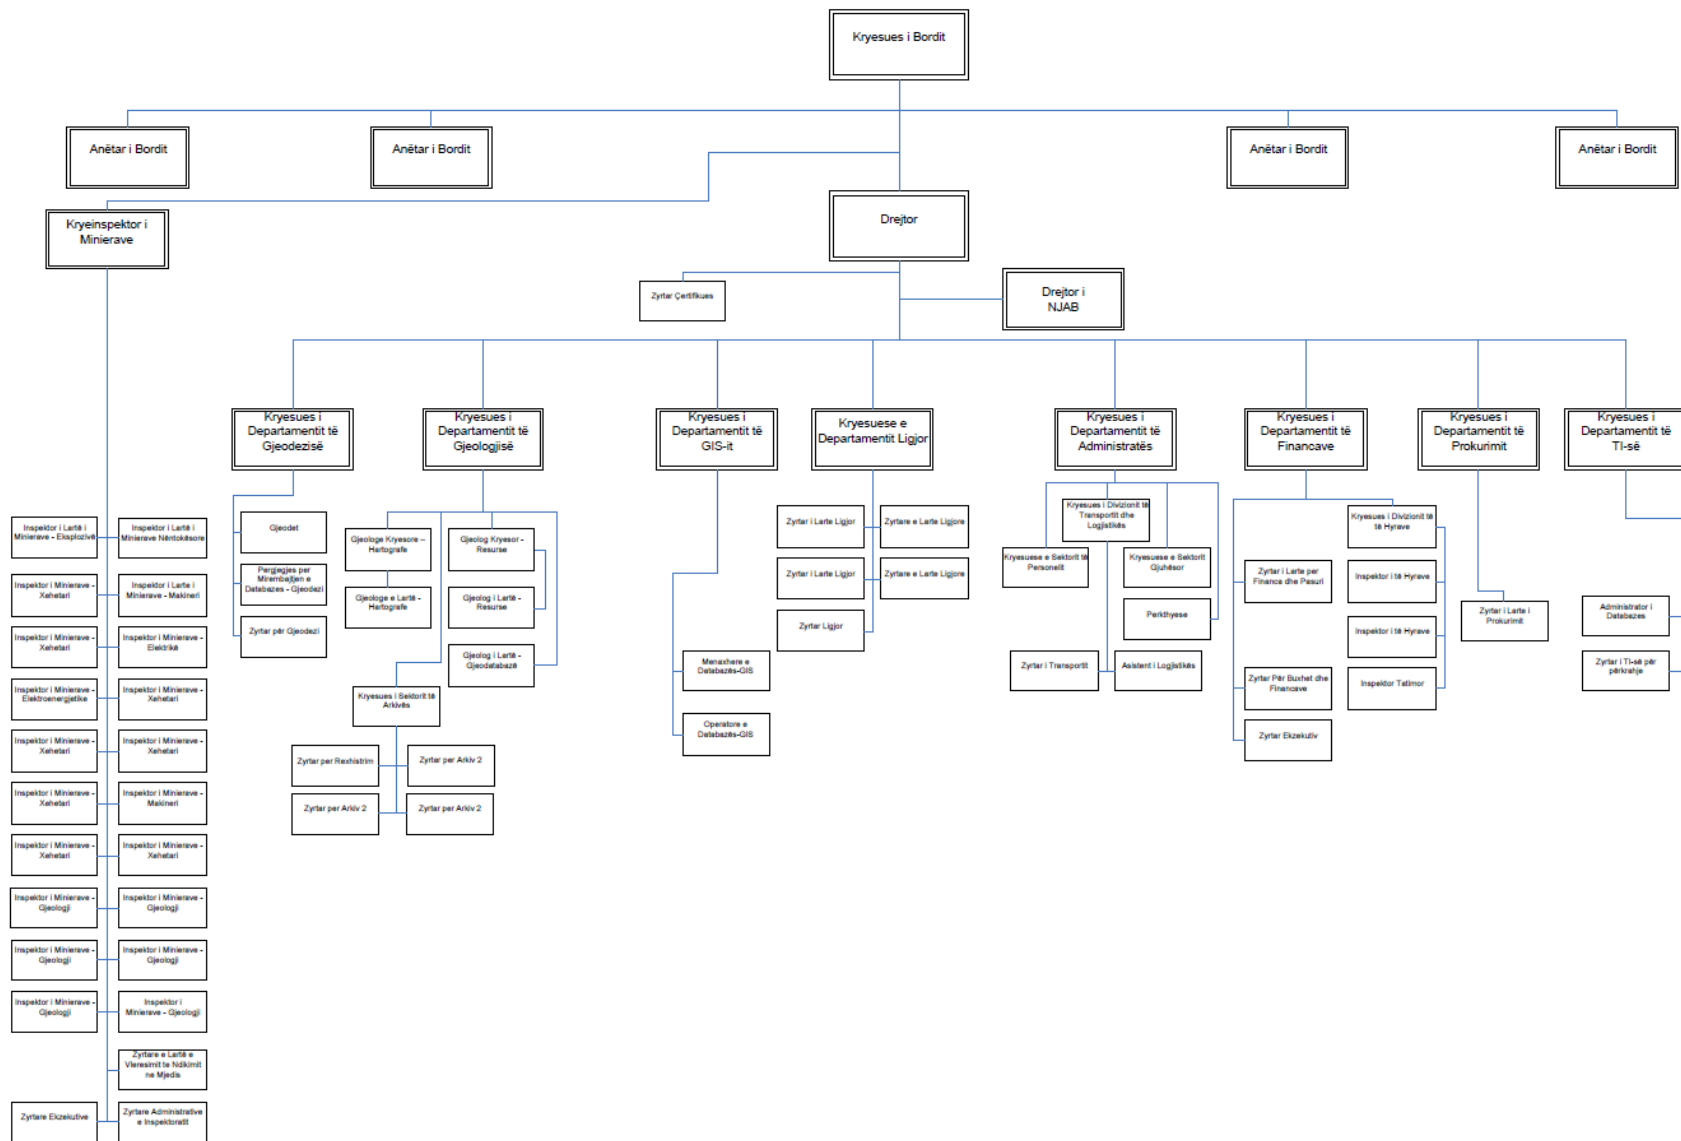 Kryesues i Bordit
Anëtar i Bordit
Anëtar i Bordit
Anëtar i Bordit
Anëtar i Bordit
Kryeinspektor i
Minierave
Drejtor
Zyrtar Çertifikues
Drejtor i
NJAB
Kryesues i
Departamentit të
Gjeodezisë
Kryesues i
Departamentit të
Gjeologjisë
Kryesues i
Departamentit të
GIS-it
Kryesuese e
Departamentit Ligjor
Kryesues i
Departamentit të
Administratës
Kryesues i
Departamentit të
Financave
Kryesues i
Departamentit të
Prokurimit
Kryesues i
Departamentit të
TI-së
Inspektor i Lartë i
Minierave - Eksplozivë
Inspektor i Lartë i
Minierave Nëntokësore
Inspektor i Minierave -
Xehetari
Inspektor i Larte i
Minierave - Makineri
Inspektor i Minierave -
Xehetari
Inspektor i Minierave -
Elektrikë
Inspektor i Minierave -
Elektroenergjetike
Inspektor i Minierave -
Xehetari
Inspektor i Minierave -
Xehetari
Inspektor i Minierave -
Xehetari
Inspektor i Minierave -
Xehetari
Inspektor i Minierave -
Makineri
Inspektor i Minierave -
Xehetari
Inspektor i Minierave -
Xehetari
Inspektor i Minierave -
Gjeologji
Inspektor i Minierave -
Gjeologji
Inspektor i Minierave -
Gjeologji
Inspektor i Minierave -
Gjeologji
Inspektor i Minierave -
Gjeologji
Inspektor i
Minierave - Gjeologji
Zyrtare e Lartë e
Vleresimit te Ndikimit
ne Mjedis
Zyrtare Ekzekutive
Zyrtare Administrative
e Inspektoratit
Gjeodet
Pergjegjes per
Mirembajtjen e
Databazes - Gjeodezi
Zyrtar për Gjeodezi
Gjeologe Kryesore –
Hartografe
Gjeolog Kryesor -
Resurse
Gjeologe e Lartë -
Hartografe
Gjeolog i Lartë -
Resurse
Gjeolog i Lartë -
Gjeodatabazë
Kryesues i Sektorit të
Arkivës
Zyrtar per Rexhistrim
Zyrtar per Arkiv 2
Zyrtar per Arkiv 2
Zyrtar per Arkiv 2
Menaxhere e
Databazës-GIS
Operatore e
Databazës-GIS
Zyrtar i Larte Ligjor
Zyrtare e Larte Ligjore
Zyrtar i Larte Ligjor
Zyrtare e Larte Ligjore
Zyrtar Ligjor
Kryesues i Divizionit të
Transportit dhe
Logjistikës
Kryesuese e Sektorit të
Personelit
Kryesuese e Sektorit
Gjuhësor
Perkthyese
Zyrtar i Transportit
Asistent i Logjistikës
Kryesues i Divizionit të
të Hyrave
Zyrtar i Larte per
Finance dhe Pasuri
Inspektor i të Hyrave
Inspektor i të Hyrave
Zyrtar Për Buxhet dhe
Financave
Inspektor Tatimor
Zyrtar Ekzekutiv
Zyrtar i Larte i
Prokurimit
Administrator i
Databazes
Zyrtar i TI-së për
përkrahje